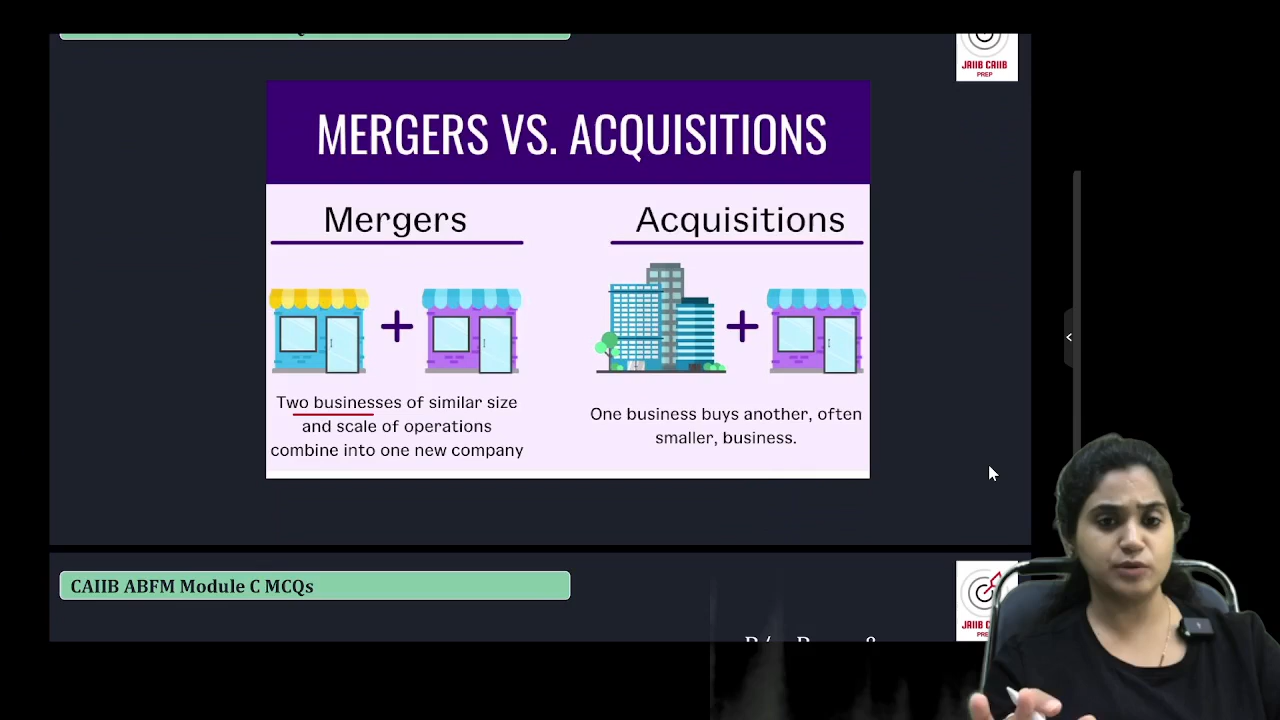 JAIIB CAIIB
PREP
MERGERS VS. ACQUISITIONS
Mergers
Acquisitions
Two businesses of similar size
and scale of operations
combine into one new company
One business buys another, often
smaller, business.
CAIIB ABFM Module C MCQs